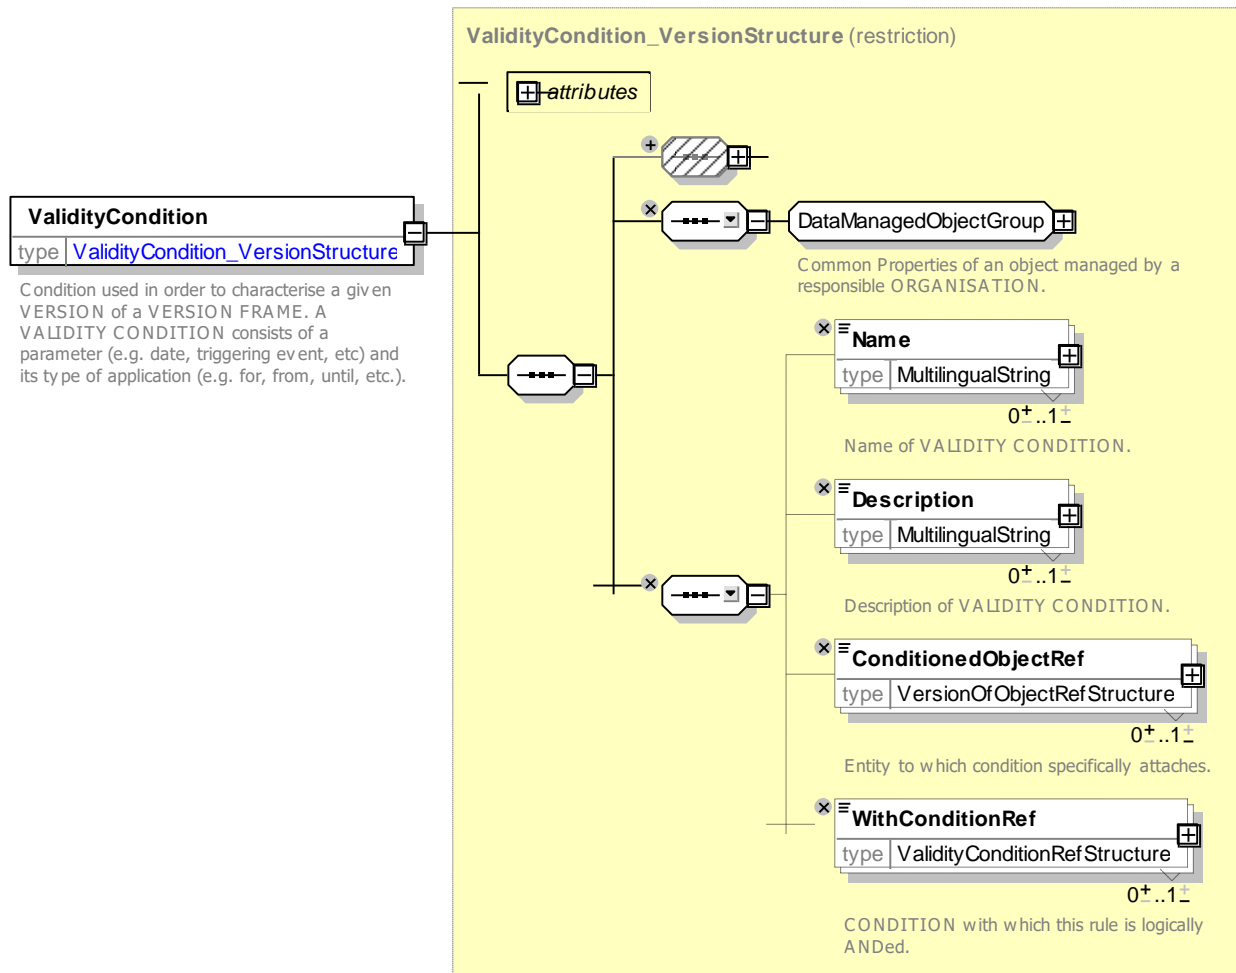 ValidityCondition_VersionStructure (restriction)
attributes
ValidityCondition
type ValidityCondition_VersionStructure
Condition used in order to characterise a given
VERSION of a VERSION FRAME. A
VALIDITY CONDITION consists of a
parameter (e.g. date, triggering event, etc) and
its type of application (e.g. for, from, until, etc.).
DataManagedObjectGroup
Common Properties of an object managed by a
responsible ORGANISATION.
Name
type MultilingualString
0±..1±
Name of VALIDITY CONDITION.
Description
type MultilingualString
0±..1±
Description of VALIDITY CONDITION.
ConditionedObjectRef
type VersionOfObjectRefStructure
0±..1±
Entity to which condition specifically attaches.
WithConditionRef
type ValidityConditionRefStructure
0±..1±
CONDITION with which this rule is logically
ANDed.